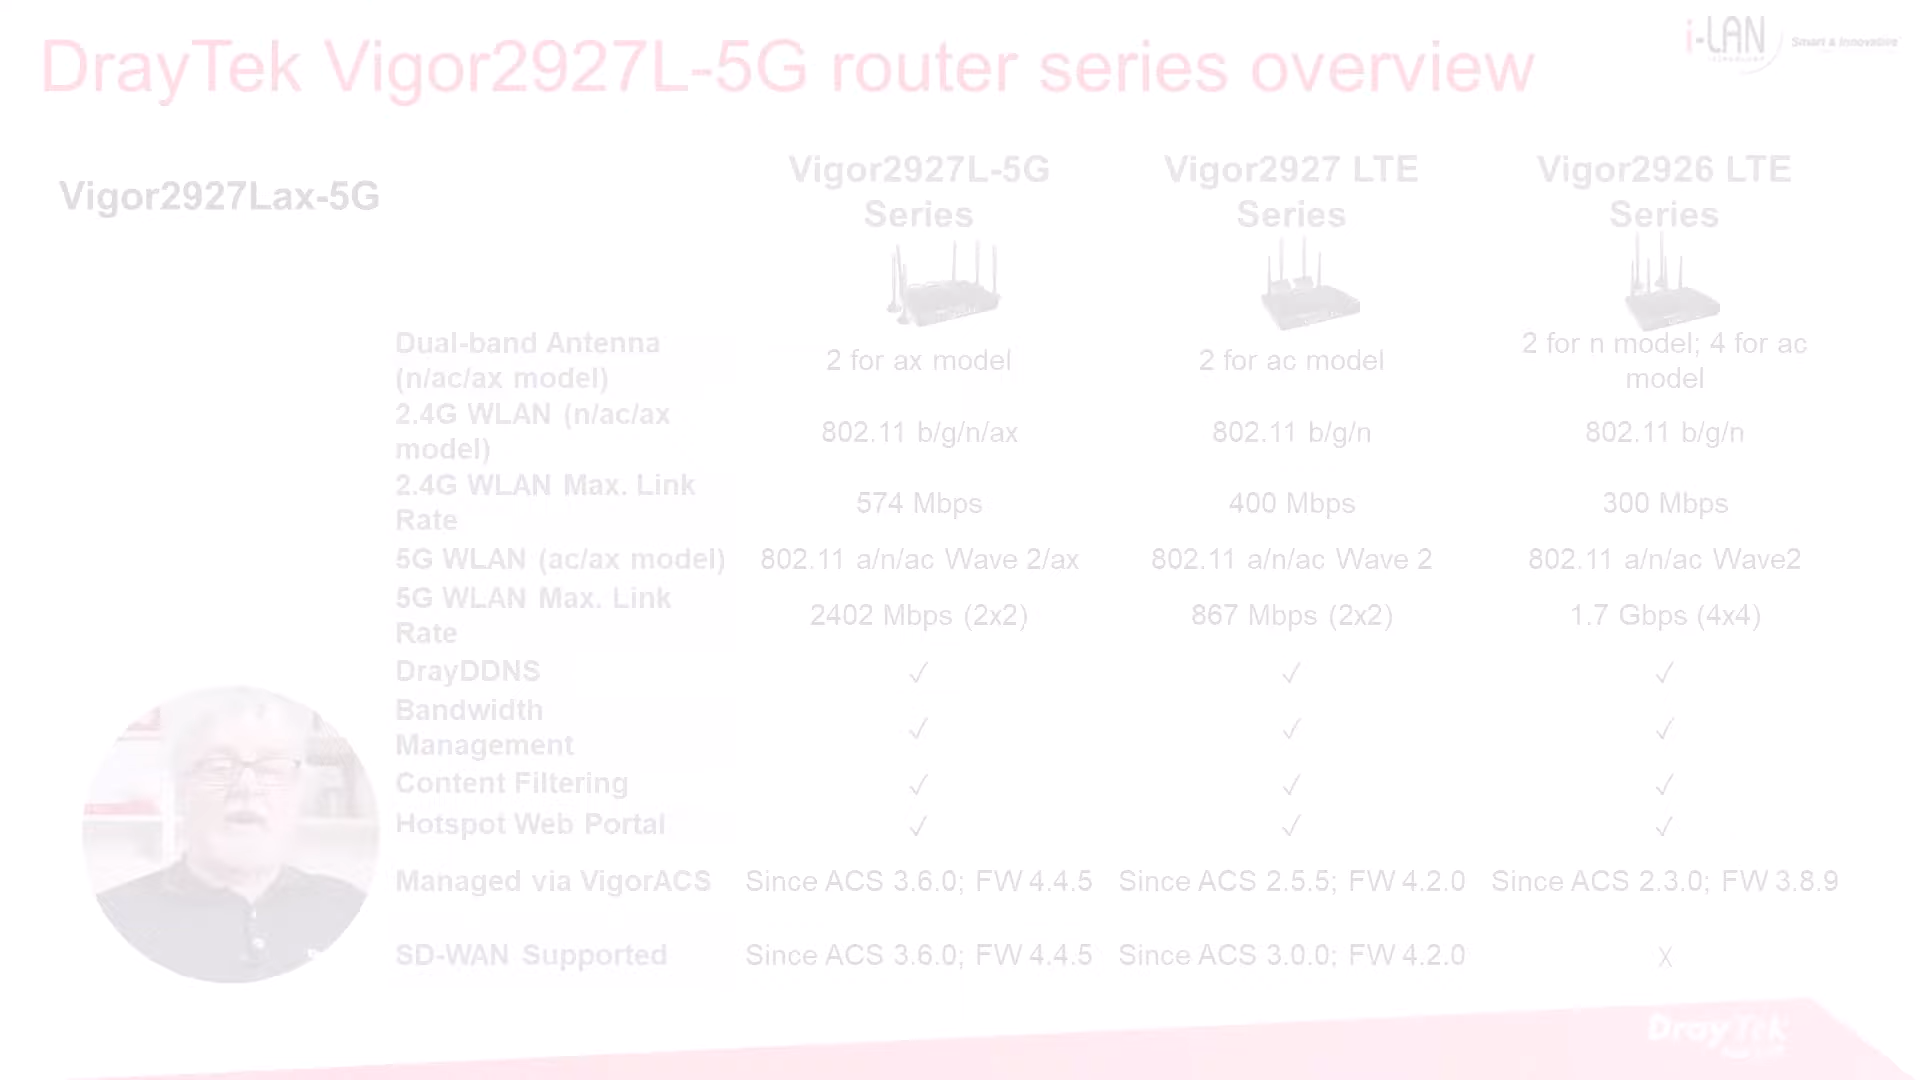 DrayTek Vigor2927L-5G router series overview
i-LAN
Smart & Innovative
Vigor2927Lax-5G
Vigor2927L-5G Series
Vigor2927 LTE Series
Vigor2926 LTE Series
Dual-band Antenna (n/ac/ax model)
2 for ax model
2 for ac model
2 for n model; 4 for ac model
2.4G WLAN (n/ac/ax model)
802.11 b/g/n/ax
802.11 b/g/n
802.11 b/g/n
2.4G WLAN Max. Link Rate
574 Mbps
400 Mbps
300 Mbps
5G WLAN (ac/ax model)
802.11 a/n/ac Wave 2/ax
802.11 a/n/ac Wave 2
802.11 a/n/ac Wave2
5G WLAN Max. Link Rate
2402 Mbps (2x2)
867 Mbps (2x2)
1.7 Gbps (4x4)
DrayDDNS
✓
✓
✓
Bandwidth Management
✓
✓
✓
Content Filtering
✓
✓
✓
Hotspot Web Portal
✓
✓
✓
Managed via VigorACS
Since ACS 3.6.0; FW 4.4.5
Since ACS 2.5.5; FW 4.2.0
Since ACS 2.3.0; FW 3.8.9
SD-WAN Supported
Since ACS 3.6.0; FW 4.4.5
Since ACS 3.0.0; FW 4.2.0
X
DrayTek